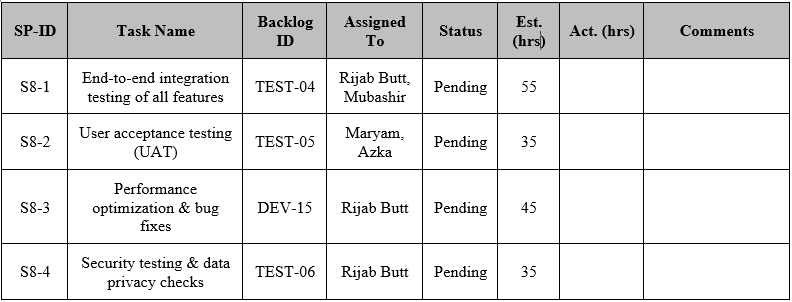 SP-ID Task Name Backlog ID Assigned To Status Est. (hrs) Act. (hrs) Comments
S8-1 End-to-end integration testing of all features TEST-04 Rijab Butt, Mubashir Pending 55
S8-2 User acceptance testing (UAT) TEST-05 Maryam, Azka Pending 35
S8-3 Performance optimization & bug fixes DEV-15 Rijab Butt Pending 45
S8-4 Security testing & data privacy checks TEST-06 Rijab Butt Pending 35